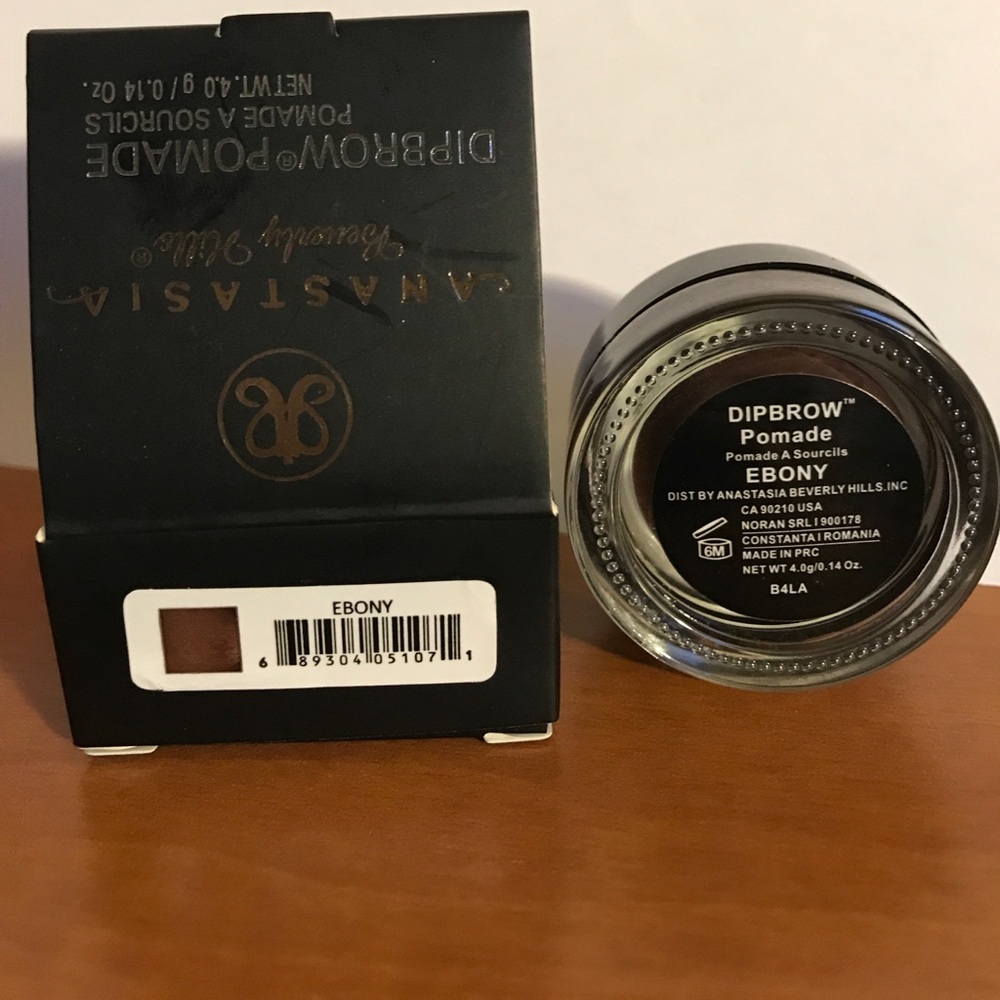 NET WT. 4.0 g / 0.14 Oz.
POMADE A SOURCILS
DIPBROW® POMADE
Beverly Hills®
ANASTASIA
EBONY
6 89304 05107 1
DIPBROW™
Pomade
Pomade A Sourcils
EBONY
DIST BY ANASTASIA BEVERLY HILLS.INC
CA 90210 USA
NORAN SRL I 900178
CONSTANTA I ROMANIA
6M
MADE IN PRC
NET WT 4.0g/0.14 Oz.
B4LA